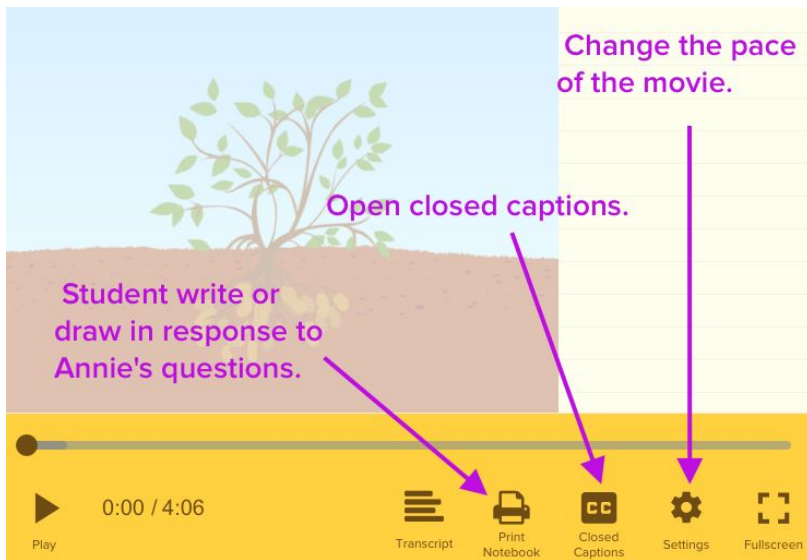 Change the pace
of the movie.
Open closed captions.
Student write or
draw in response to
Annie's questions.
0:00 / 4:06
Play
Transcript
Print
Notebook
CC
Closed
Captions
Settings
Fullscreen